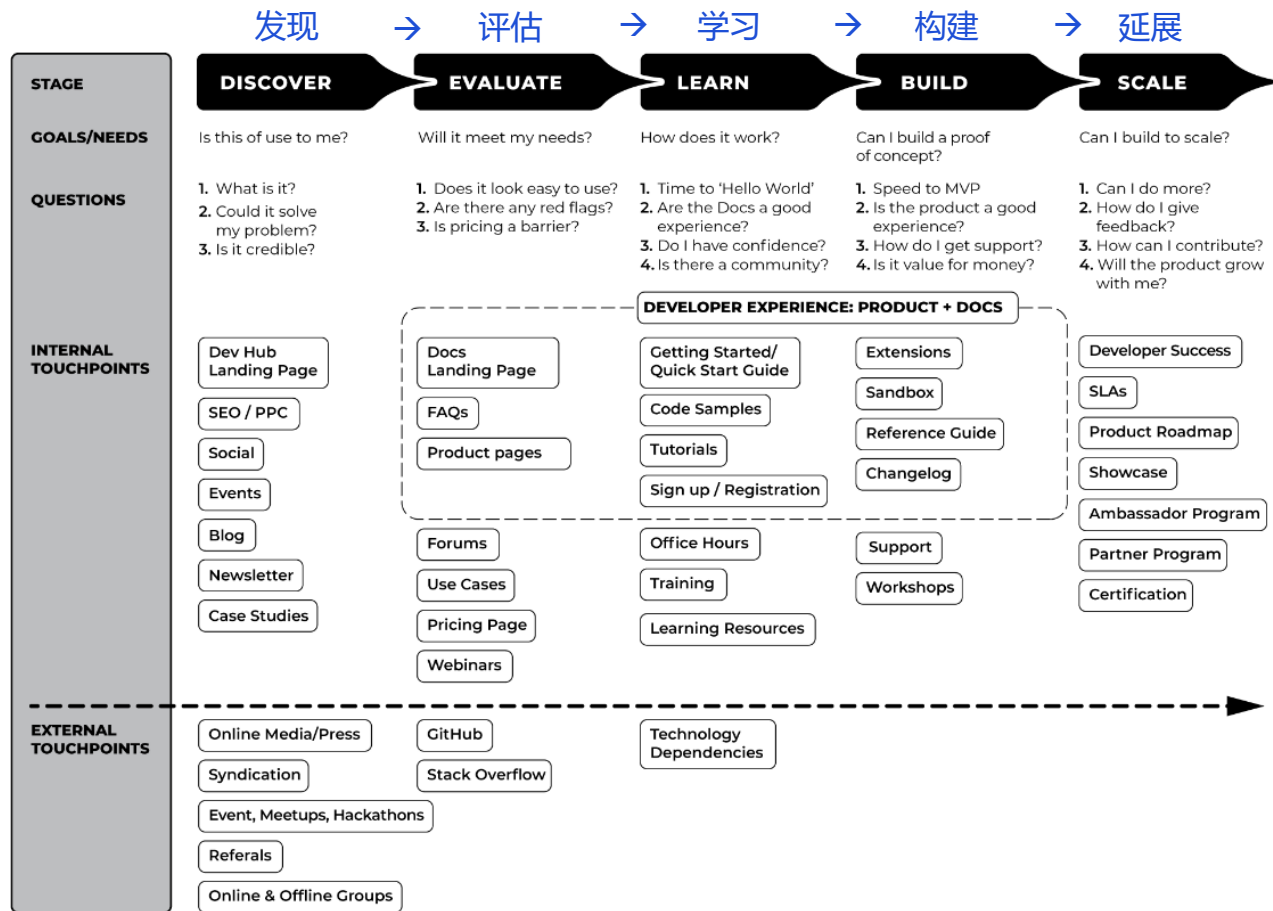 发现 → 评估 → 学习 → 构建 → 延展
STAGE
DISCOVER
EVALUATE
LEARN
BUILD
SCALE
GOALS/NEEDS
Is this of use to me?
Will it meet my needs?
How does it work?
Can I build a proof
of concept?
Can I build to scale?
QUESTIONS
1. What is it?
2. Could it solve
my problem?
3. Is it credible?
1. Does it look easy to use?
2. Are there any red flags?
3. Is pricing a barrier?
1. Time to ‘Hello World’
2. Are the Docs a good
experience?
3. Do I have confidence?
4. Is there a community?
1. Speed to MVP
2. Is the product a good
experience?
3. How do I get support?
4. Is it value for money?
1. Can I do more?
2. How do I give
feedback?
3. How can I contribute?
4. Will the product grow
with me?
DEVELOPER EXPERIENCE: PRODUCT + DOCS
INTERNAL
TOUCHPOINTS
Dev Hub
Landing Page
SEO / PPC
Social
Events
Blog
Newsletter
Case Studies
Docs
Landing Page
FAQs
Product pages
Forums
Use Cases
Pricing Page
Webinars
Getting Started/
Quick Start Guide
Code Samples
Tutorials
Sign up / Registration
Office Hours
Training
Learning Resources
Extensions
Sandbox
Reference Guide
Changelog
Support
Workshops
Developer Success
SLAs
Product Roadmap
Showcase
Ambassador Program
Partner Program
Certification
EXTERNAL
TOUCHPOINTS
Online Media/Press
Syndication
Event, Meetups, Hackathons
Referals
Online & Offline Groups
GitHub
Stack Overflow
Technology
Dependencies